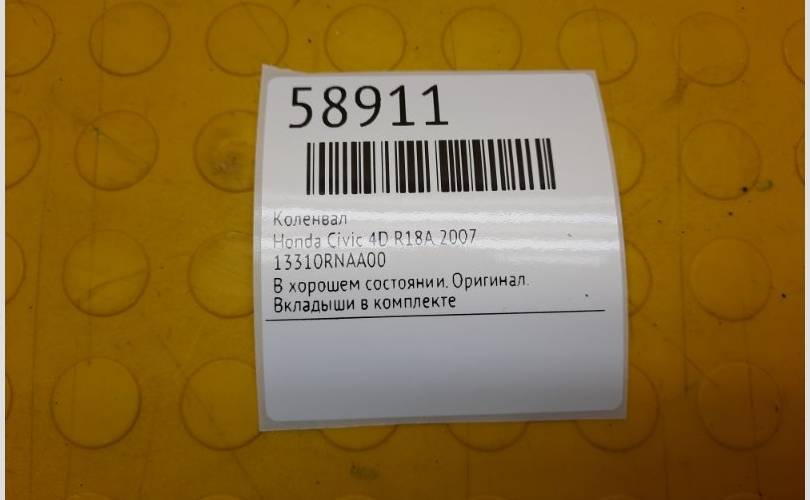 58911
Коленвал
Honda Civic 4D R18A 2007
13310RNAA00
В хорошем состоянии. Оригинал.
Вкладыши в комплекте